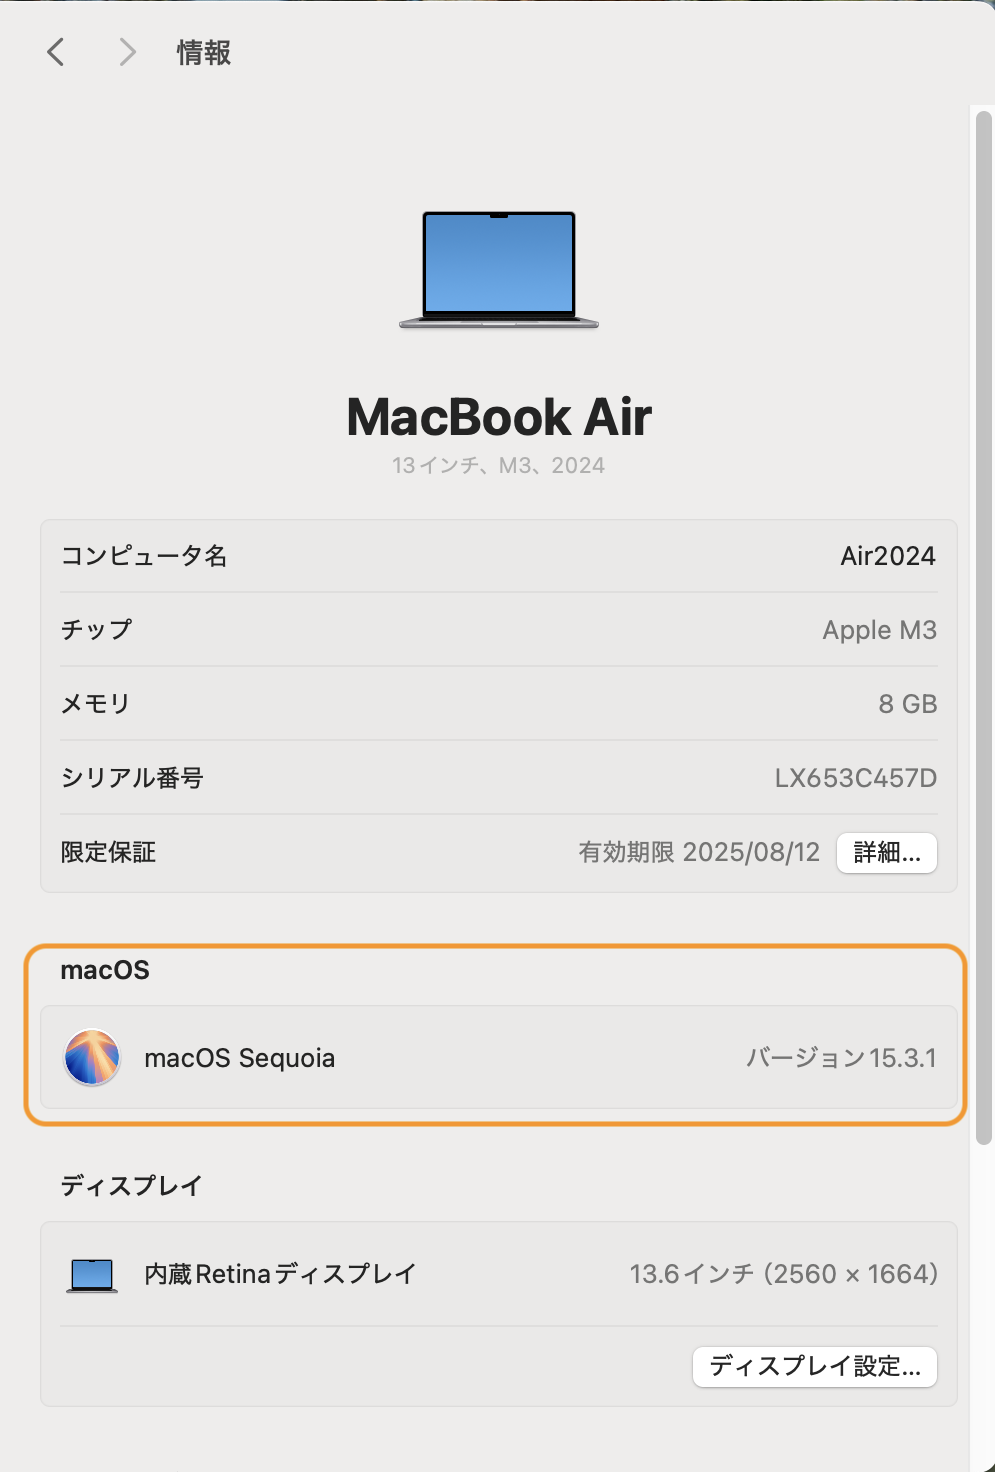 情報
MacBook Air
13インチ、M3、2024
コンピュータ名 Air2024
チップ Apple M3
メモリ 8 GB
シリアル番号 LX653C457D
限定保証 有効期限 2025/08/12 詳細...
macOS
macOS Sequoia バージョン15.3.1
ディスプレイ
内蔵Retinaディスプレイ 13.6インチ（2560 × 1664）
ディスプレイ設定...